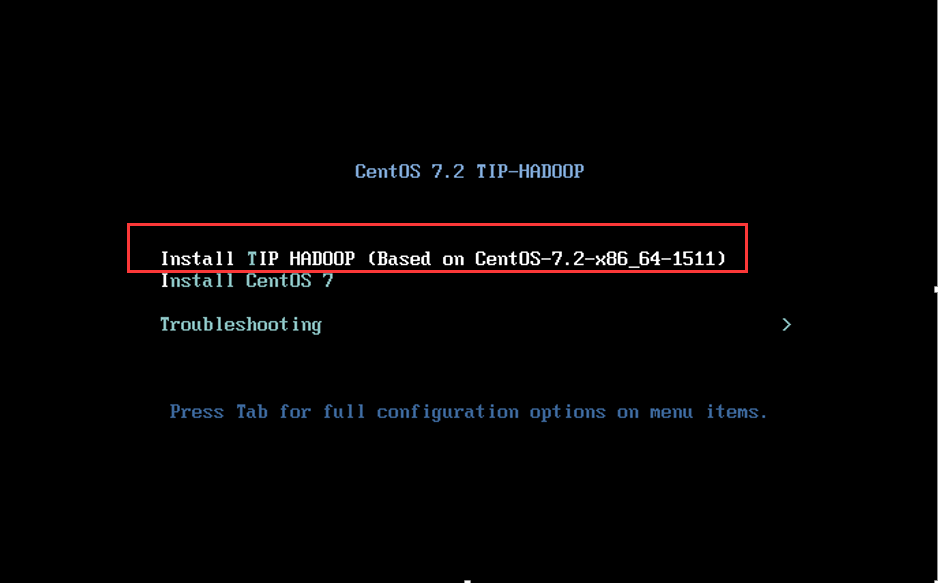 CentOS 7.2 TIP-HADOOP
Install TIP HADOOP (Based on CentOS-7.2-x86_64-1511)
Install CentOS 7
Troubleshooting >
Press Tab for full configuration options on menu items.